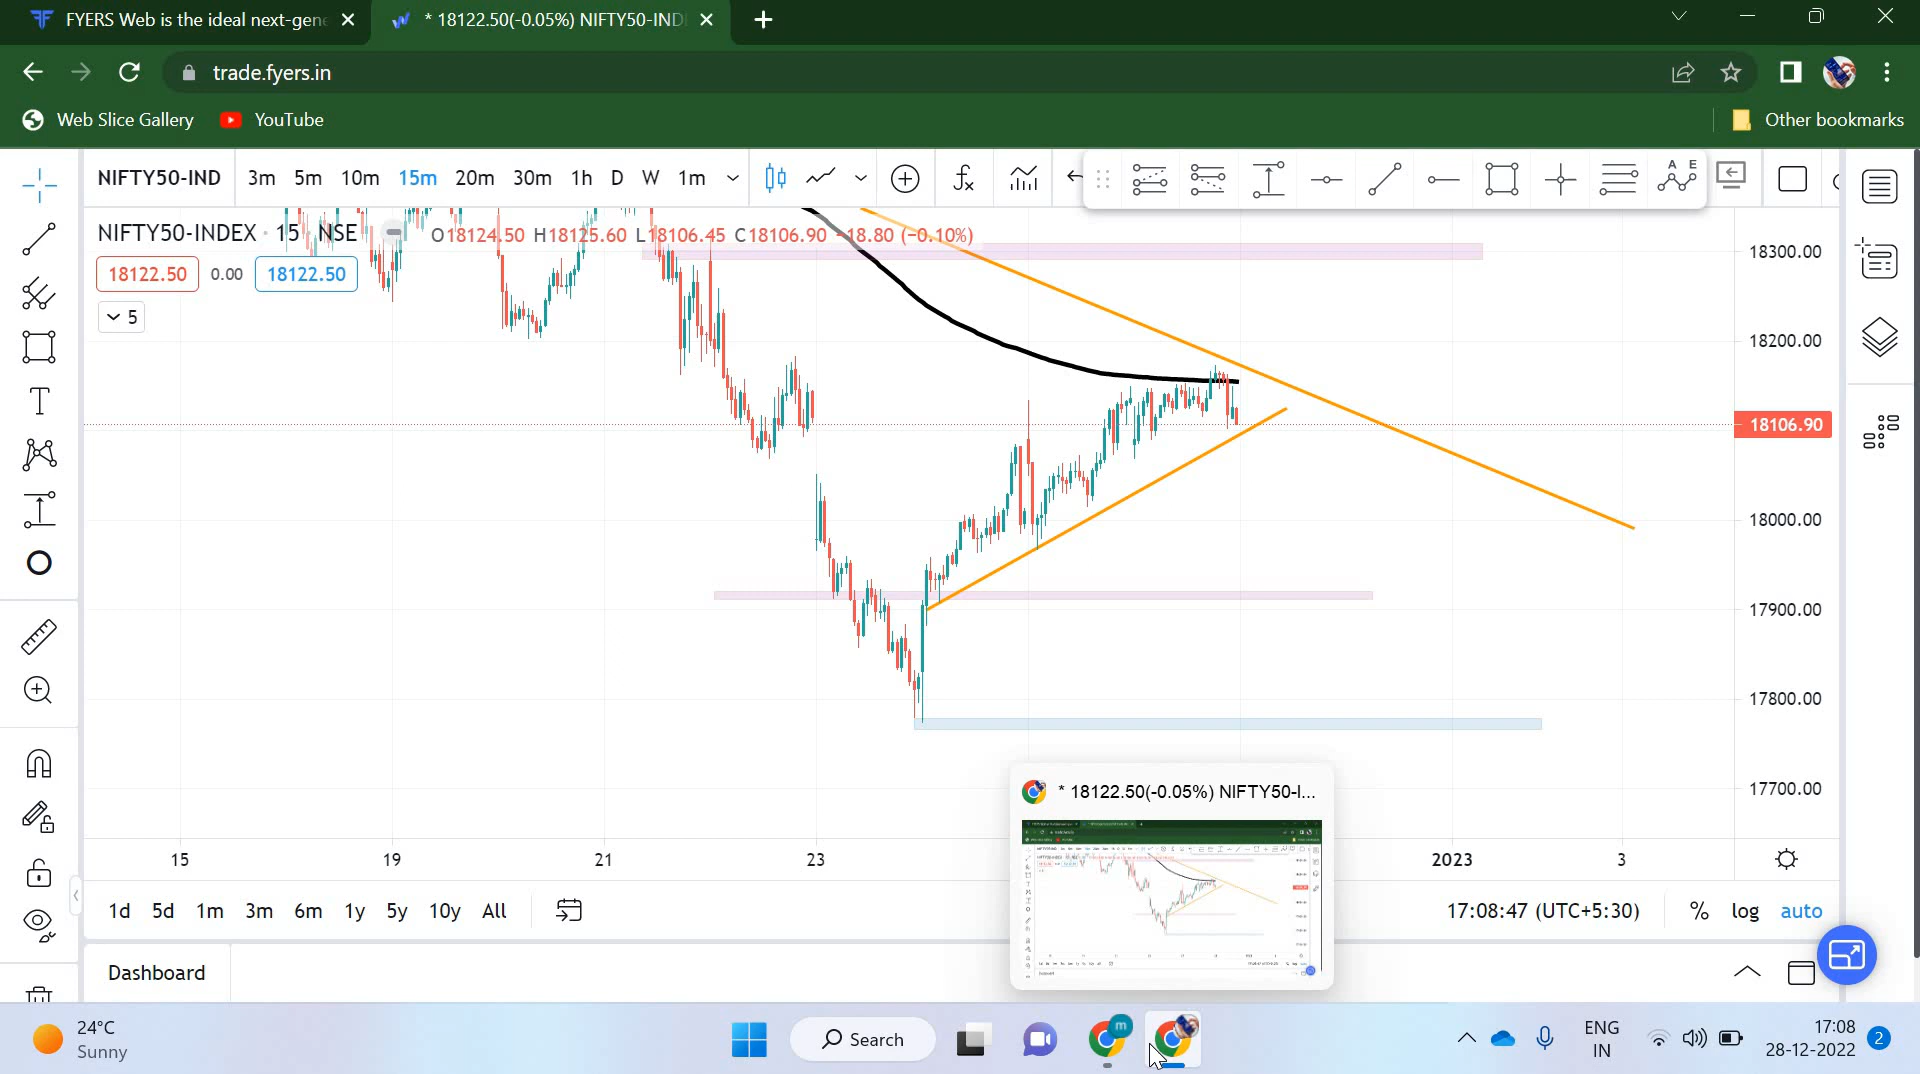 FYERS Web is the ideal next-gene
* 18122.50(-0.05%) NIFTY50-INDE
trade.fyers.in
Web Slice Gallery
YouTube
Other bookmarks
NIFTY50-IND 3m 5m 10m 15m 20m 30m 1h D W 1m
NIFTY50-INDEX · 15 · NSE O18124.50 H18125.60 L18106.45 C18106.90 -18.80 (-0.10%)
18122.50 0.00 18122.50
5
18300.00
18200.00
18106.90
18000.00
17900.00
17800.00
17700.00
* 18122.50(-0.05%) NIFTY50-I...
15 19 21 23 2023 3
1d 5d 1m 3m 6m 1y 5y 10y All
17:08:47 (UTC+5:30) % log auto
Dashboard
24°C
Sunny
Search
m
ENG
IN
17:08
28-12-2022
2